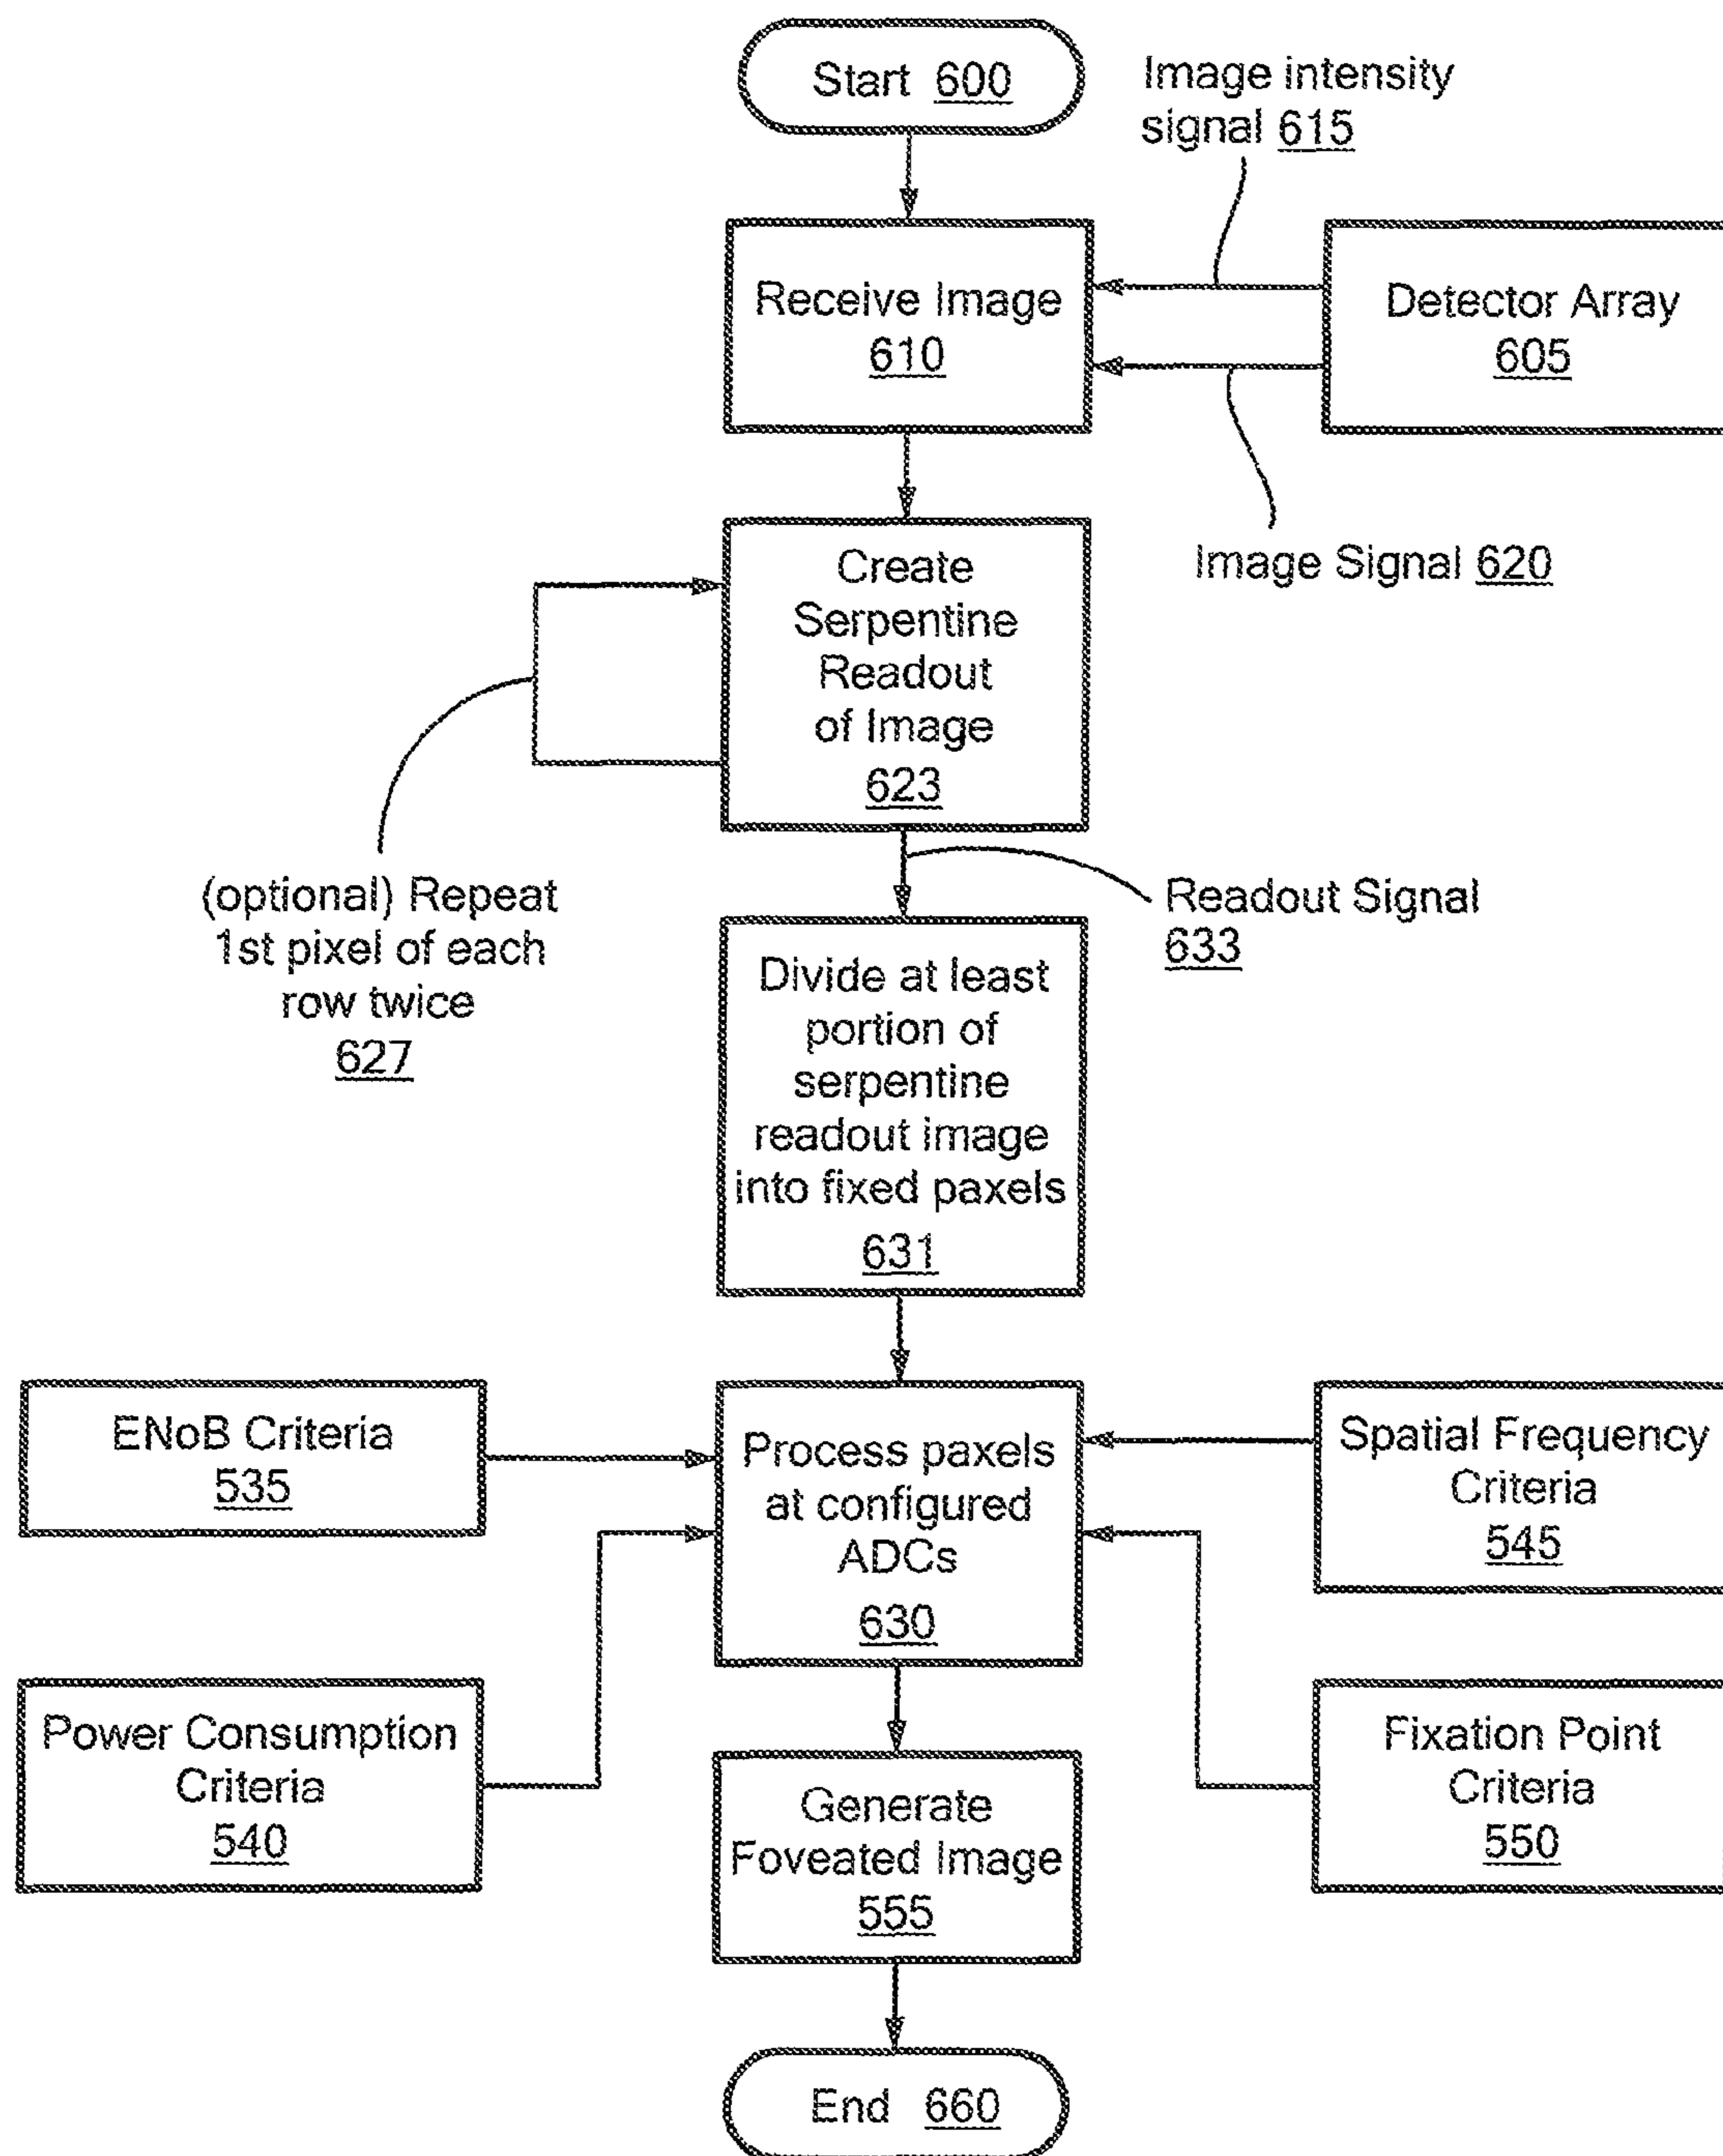 Start 600
Image intensity
signal 615
Receive Image
610
Detector Array
605
Image Signal 620
Create
Serpentine
Readout
of Image
623
(optional) Repeat
1st pixel of each
row twice
627
Readout Signal
633
Divide at least
portion of
serpentine
readout image
into fixed paxels
631
ENoB Criteria
535
Process paxels
at configured
ADCs
630
Spatial Frequency
Criteria
545
Power Consumption
Criteria
540
Fixation Point
Criteria
550
Generate
Foveated Image
555
End 660